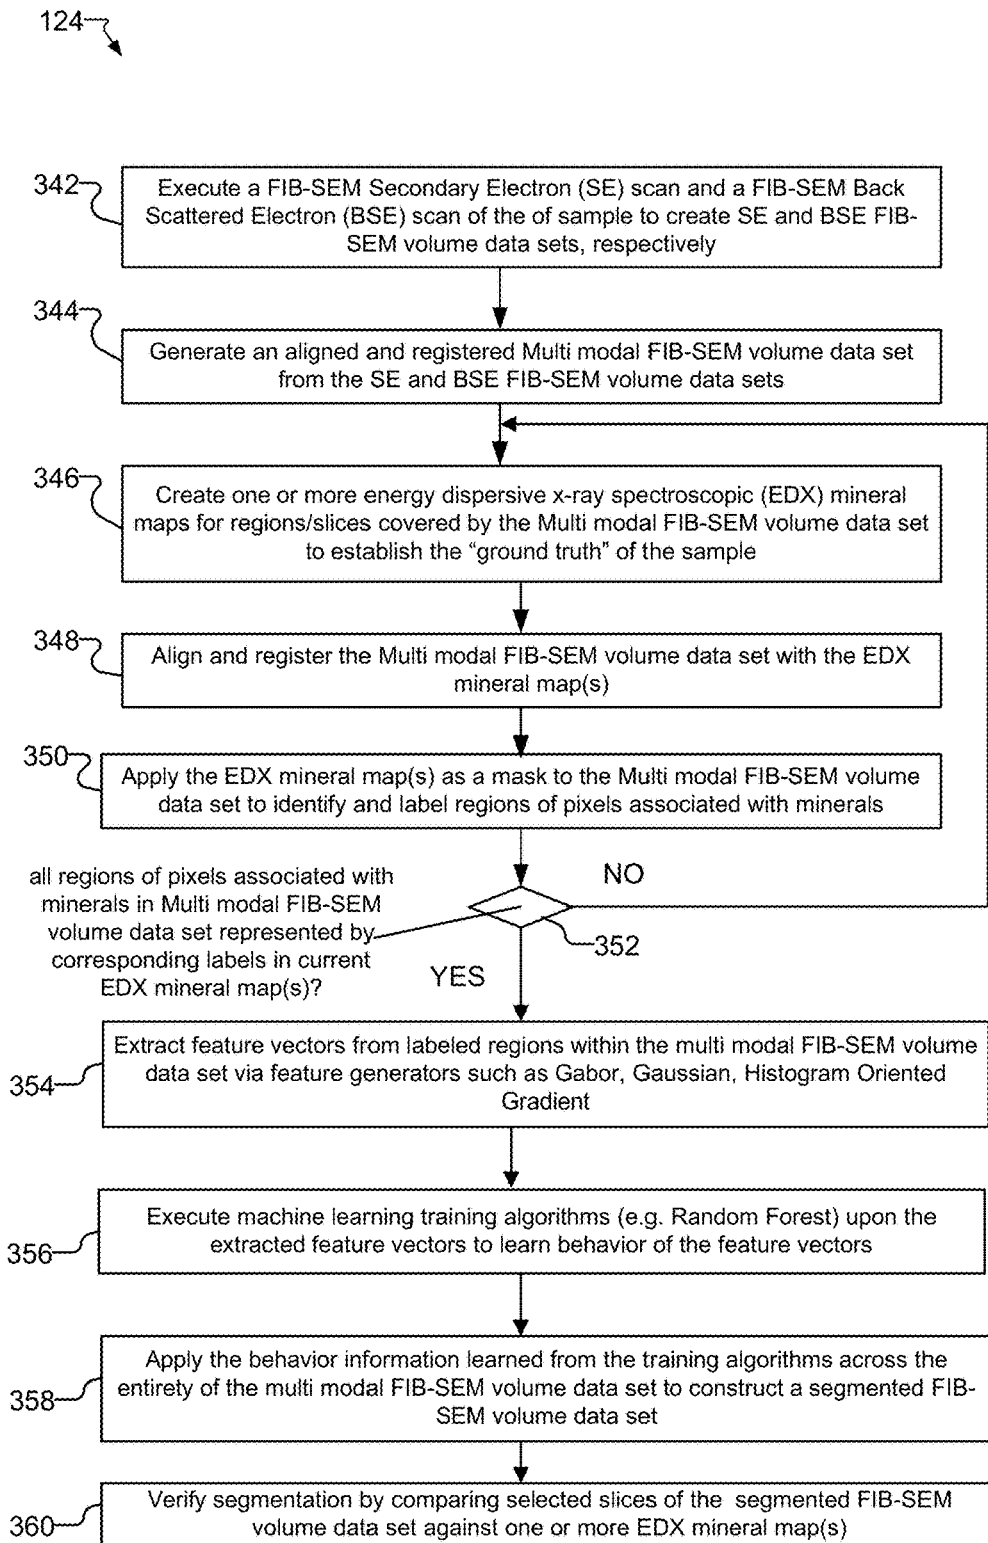 124
342
Execute a FIB-SEM Secondary Electron (SE) scan and a FIB-SEM Back
Scattered Electron (BSE) scan of the of sample to create SE and BSE FIB-
SEM volume data sets, respectively
344
Generate an aligned and registered Multi modal FIB-SEM volume data set
from the SE and BSE FIB-SEM volume data sets
346
Create one or more energy dispersive x-ray spectroscopic (EDX) mineral
maps for regions/slices covered by the Multi modal FIB-SEM volume data set
to establish the “ground truth” of the sample
348
Align and register the Multi modal FIB-SEM volume data set with the EDX
mineral map(s)
350
Apply the EDX mineral map(s) as a mask to the Multi modal FIB-SEM volume
data set to identify and label regions of pixels associated with minerals
all regions of pixels associated with
minerals in Multi modal FIB-SEM
volume data set represented by
corresponding labels in current
EDX mineral map(s)?
NO
352
YES
354
Extract feature vectors from labeled regions within the multi modal FIB-SEM volume
data set via feature generators such as Gabor, Gaussian, Histogram Oriented
Gradient
356
Execute machine learning training algorithms (e.g. Random Forest) upon the
extracted feature vectors to learn behavior of the feature vectors
358
Apply the behavior information learned from the training algorithms across the
entirety of the multi modal FIB-SEM volume data set to construct a segmented FIB-
SEM volume data set
360
Verify segmentation by comparing selected slices of the segmented FIB-SEM
volume data set against one or more EDX mineral map(s)